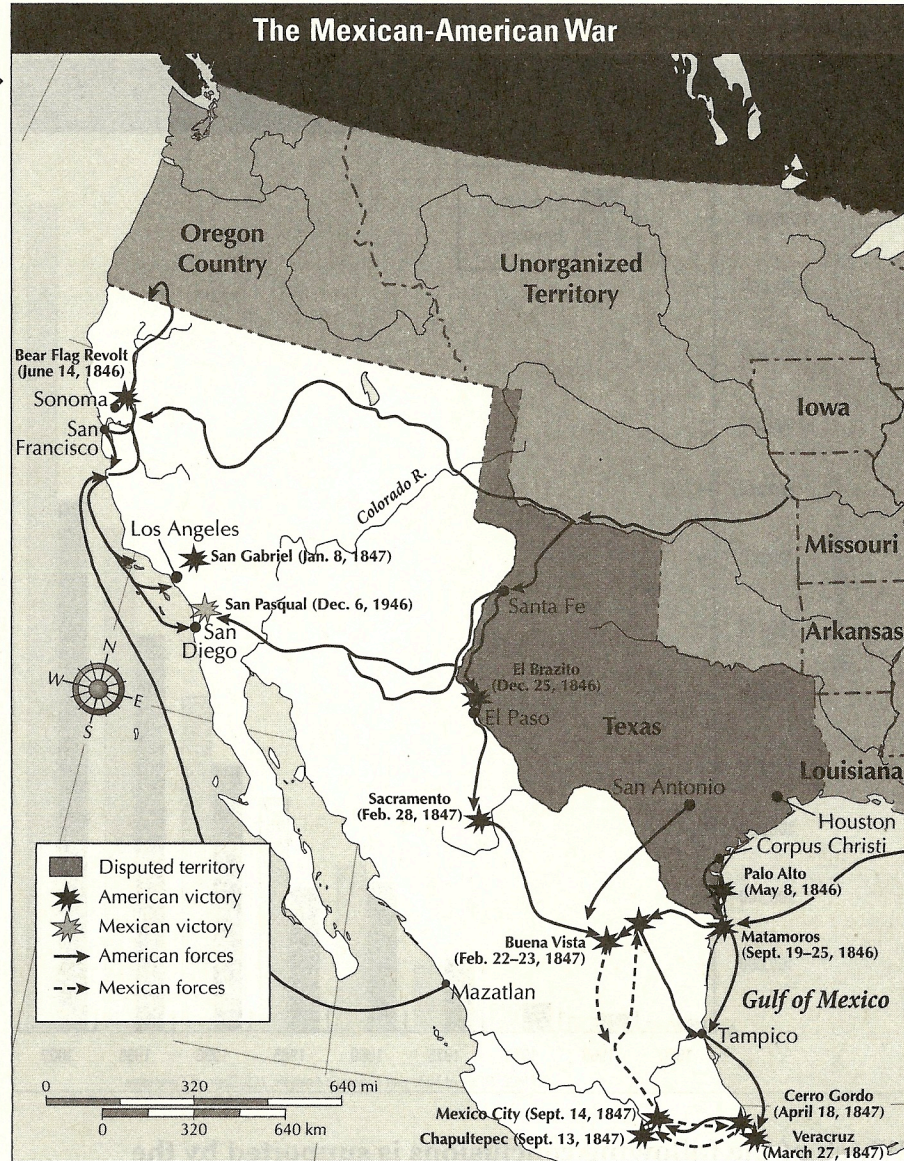 The Mexican-American War
Oregon
Country
Unorganized
Territory
Bear Flag Revolt
(June 14, 1846)
Sonoma
San
Francisco
Iowa
Colorado R.
Los Angeles
San Gabriel (Jan. 8, 1847)
Missouri
San Pasqual (Dec. 6, 1946)
San
Diego
Santa Fe
Arkansas
N
W
E
S
El Brazito
(Dec. 25, 1846)
El Paso
Texas
Louisiana
San Antonio
Sacramento
(Feb. 28, 1847)
Houston
Corpus Christi
Palo Alto
(May 8, 1846)
Disputed territory
American victory
Mexican victory
American forces
Mexican forces
Buena Vista
(Feb. 22–23, 1847)
Matamoros
(Sept. 19–25, 1846)
Mazatlan
Gulf of Mexico
Tampico
0 320 640 mi
0 320 640 km
Mexico City (Sept. 14, 1847)
Chapultepec (Sept. 13, 1847)
Cerro Gordo
(April 18, 1847)
Veracruz
(March 27, 1847)